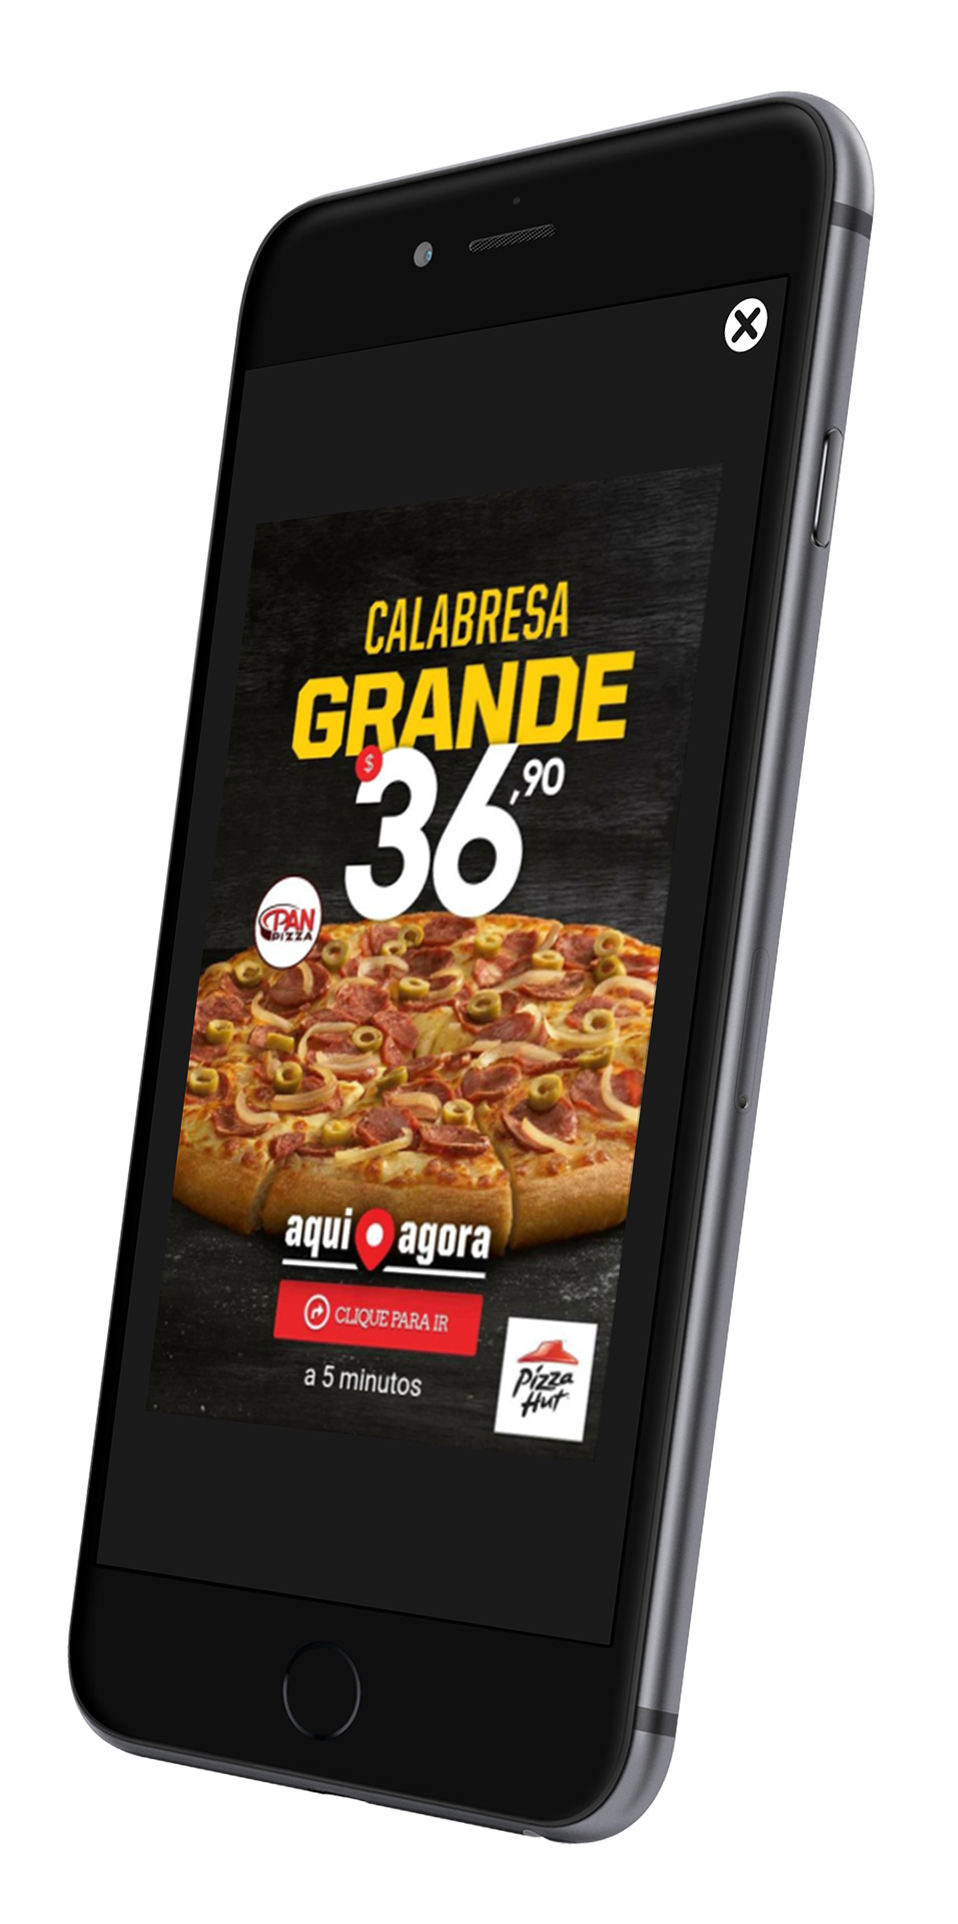 CALABRESA
GRANDE
$36,90
PAN
PIZZA
aqui agora
CLIQUE PARA IR
a 5 minutos
Pizza
Hut